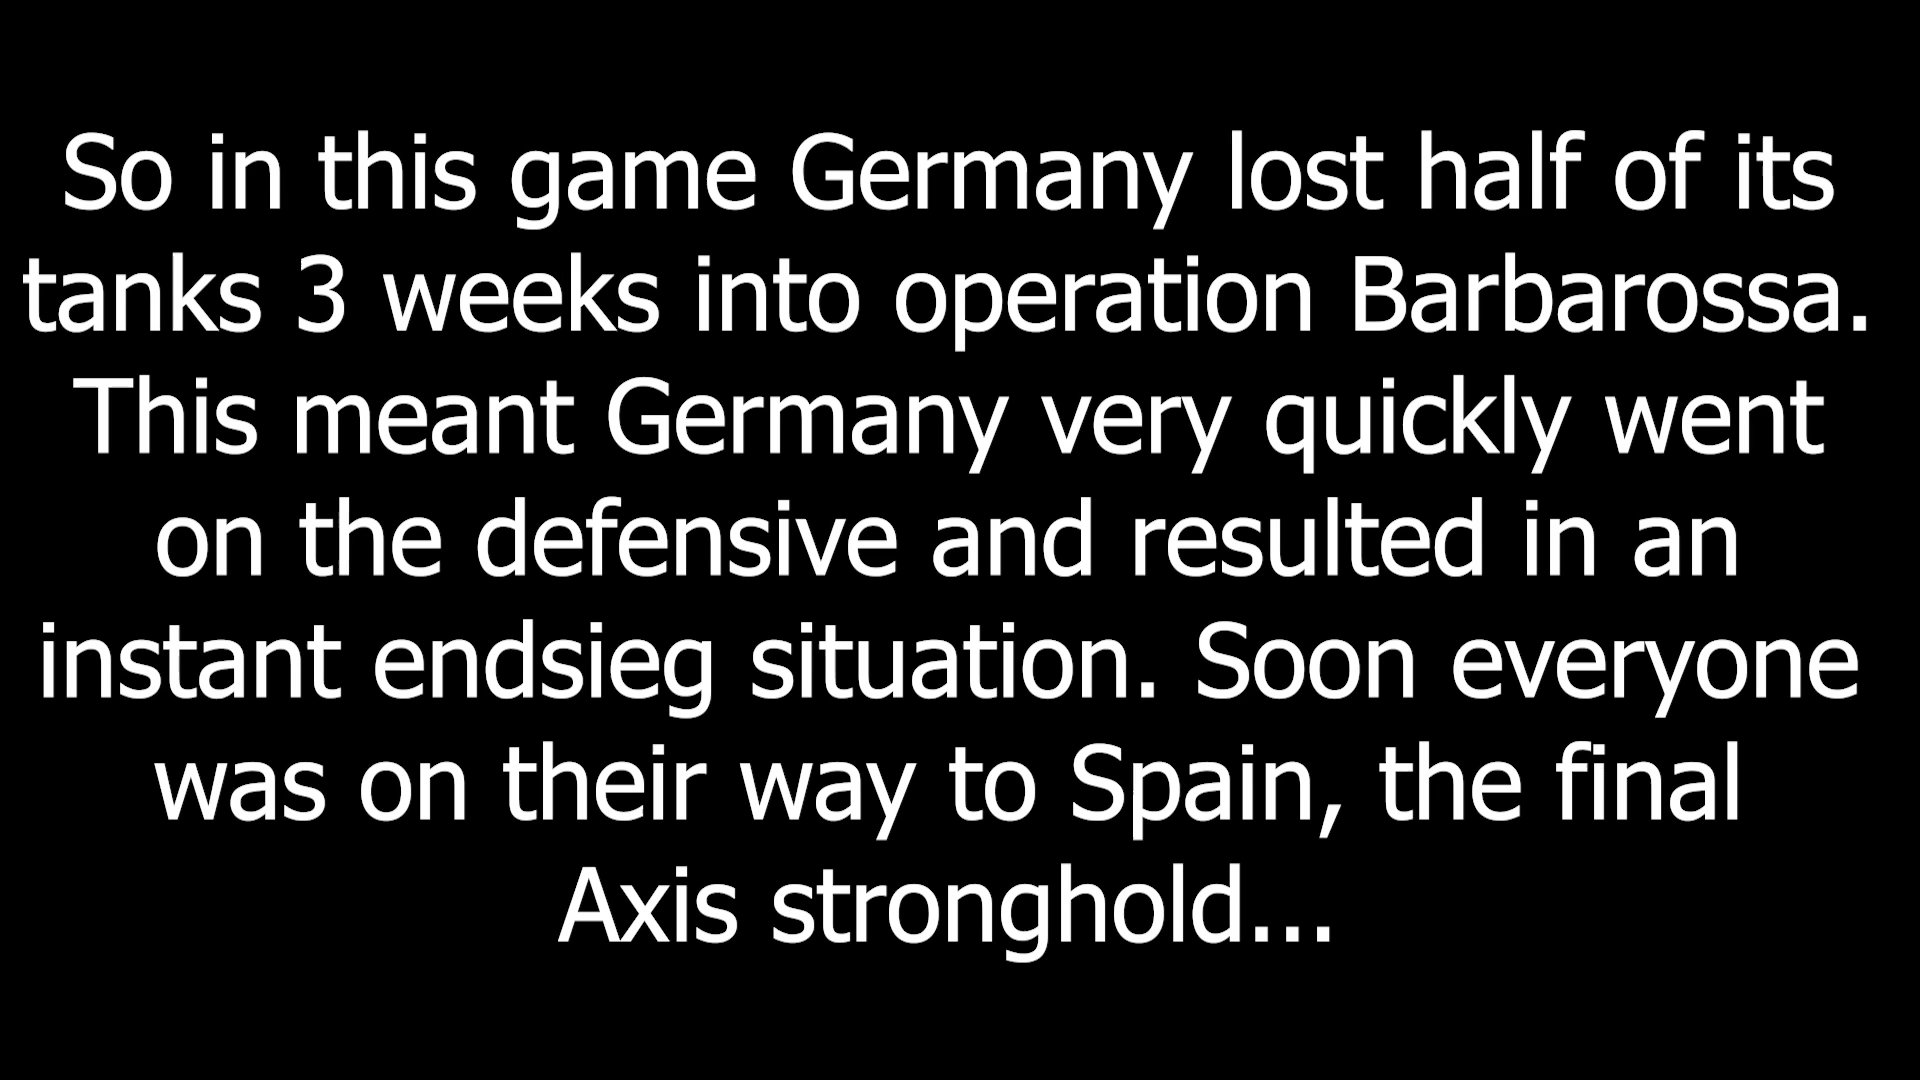 So in this game Germany lost half of its
tanks 3 weeks into operation Barbarossa.
This meant Germany very quickly went
on the defensive and resulted in an
instant endsieg situation. Soon everyone
was on their way to Spain, the final
Axis stronghold...